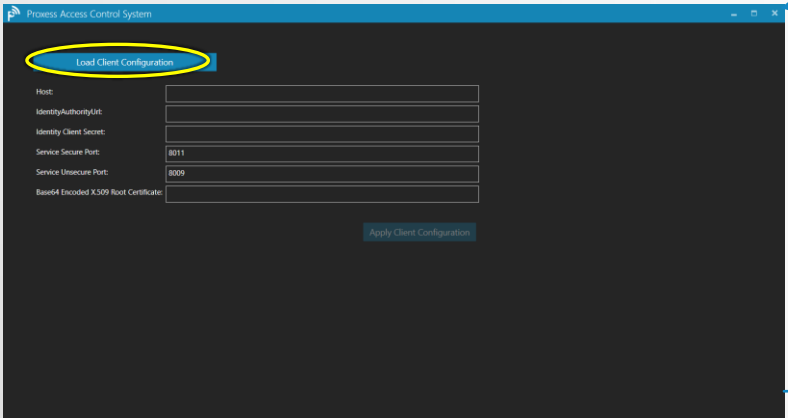 Proxess Access Control System
Load Client Configuration
Host:
IdentityAuthorityUrl:
Identity Client Secret:
Service Secure Port: 8011
Service Unsecure Port: 8009
Base64 Encoded X.509 Root Certificate:
Apply Client Configuration